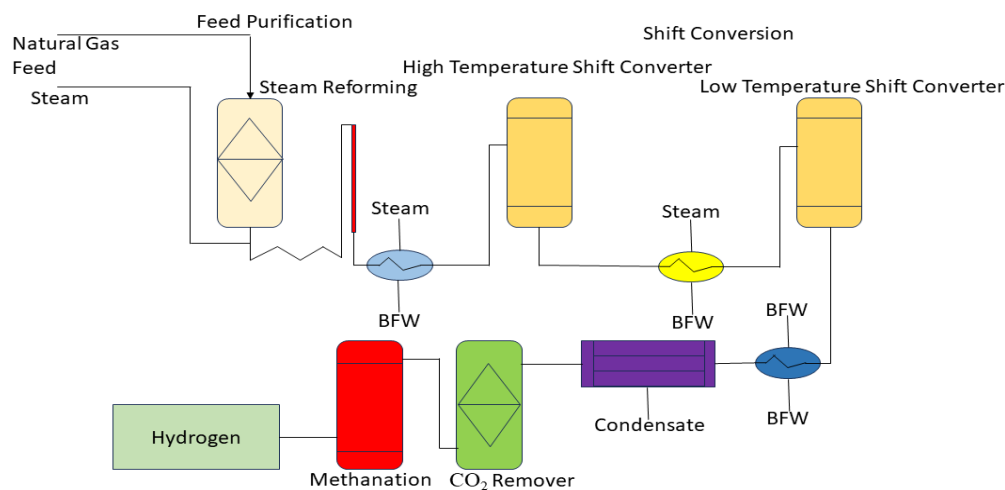 Feed Purification
Natural Gas
Feed
Steam
Steam Reforming
Shift Conversion
High Temperature Shift Converter
Low Temperature Shift Converter
Steam
BFW
Steam
BFW
BFW
BFW
Condensate
Hydrogen
Methanation
CO₂ Remover